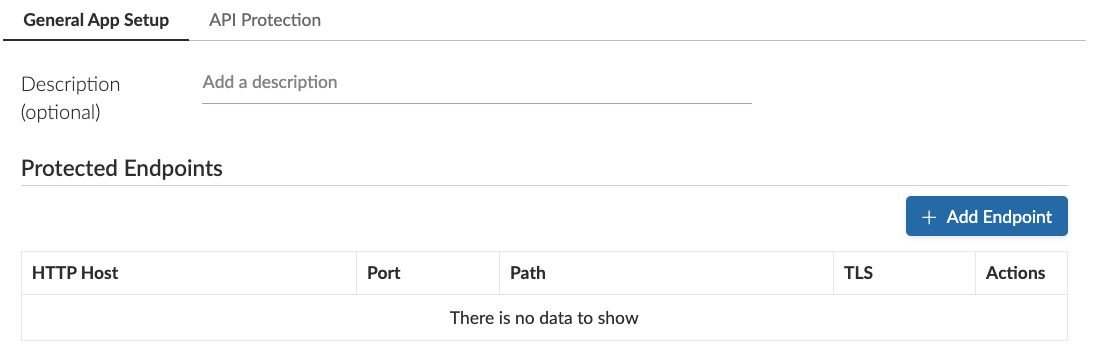 General App Setup API Protection
Description
(optional)
Add a description
Protected Endpoints
+ Add Endpoint
HTTP Host Port Path TLS Actions
There is no data to show